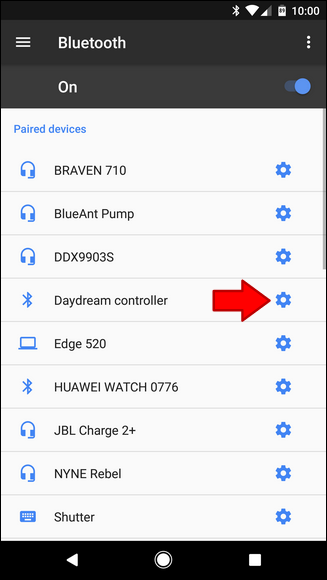 10:00
Bluetooth
On
Paired devices
BRAVEN 710
BlueAnt Pump
DDX9903S
Daydream controller
Edge 520
HUAWEI WATCH 0776
JBL Charge 2+
NYNE Rebel
Shutter